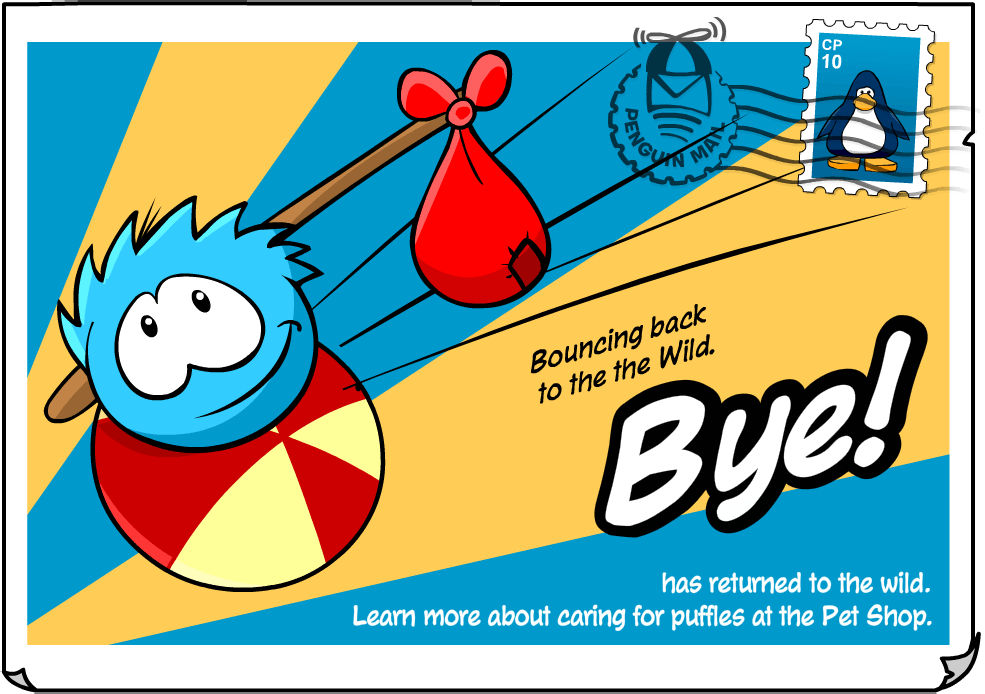 CP
10
PENGUIN MAIL
Bouncing back
to the the Wild.
Bye!
has returned to the wild.
Learn more about caring for puffles at the Pet Shop.